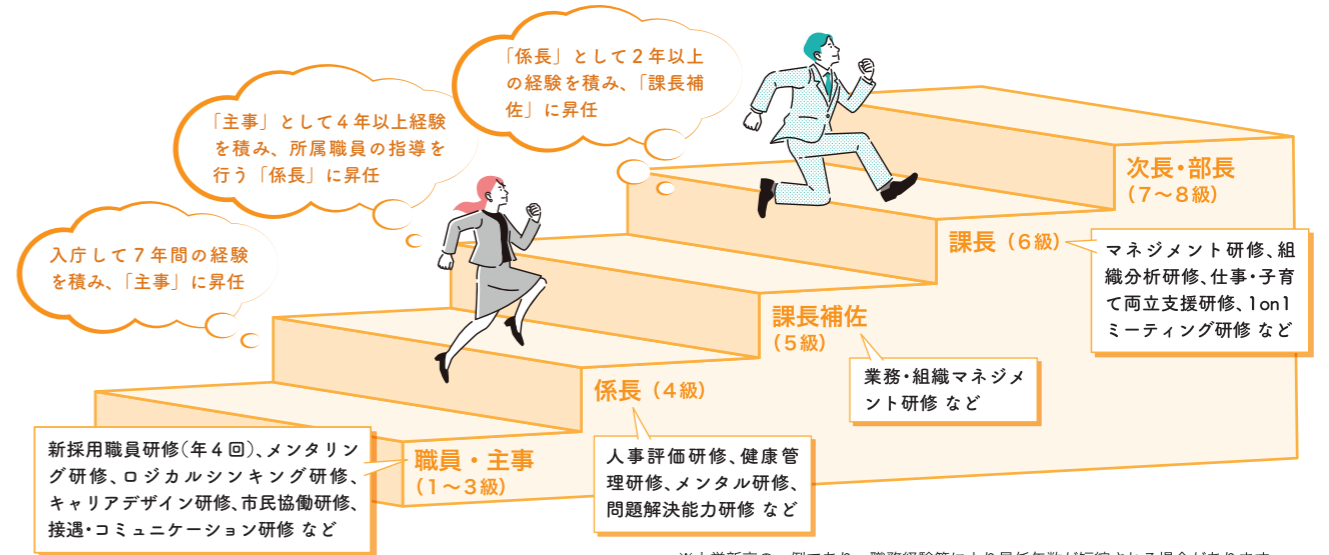 「係長」として２年以上
の経験を積み、「課長補
佐」に昇任
「主事」として４年以上経験
を積み、所属職員の指導を
行う「係長」に昇任
入庁して７年間の経験
を積み、「主事」に昇任
次長・部長
（７〜８級）
課長（６級）
マネジメント研修、組
織分析研修、仕事・子育
て両立支援研修、1on1
ミーティング研修 など
課長補佐
（５級）
業務・組織マネジメ
ント研修 など
係長（４級）
人事評価研修、健康管
理研修、メンタル研修、
問題解決能力研修 など
職員・主事
（１〜３級）
新採用職員研修（年４回）、メンタリン
グ研修、ロジカルシンキング研修、
キャリアデザイン研修、市民協働研修、
接遇・コミュニケーション研修 など